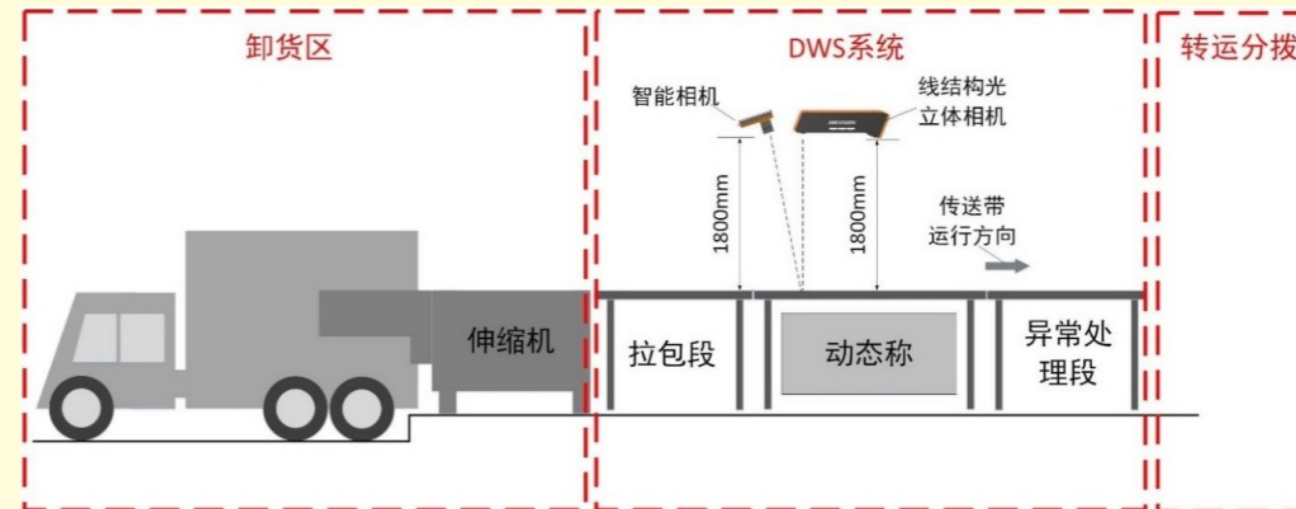 卸货区
DWS系统
转运分拨
智能相机
线结构光
立体相机
1800mm
1800mm
传送带
运行方向
伸缩机
拉包段
动态称
异常处
理段